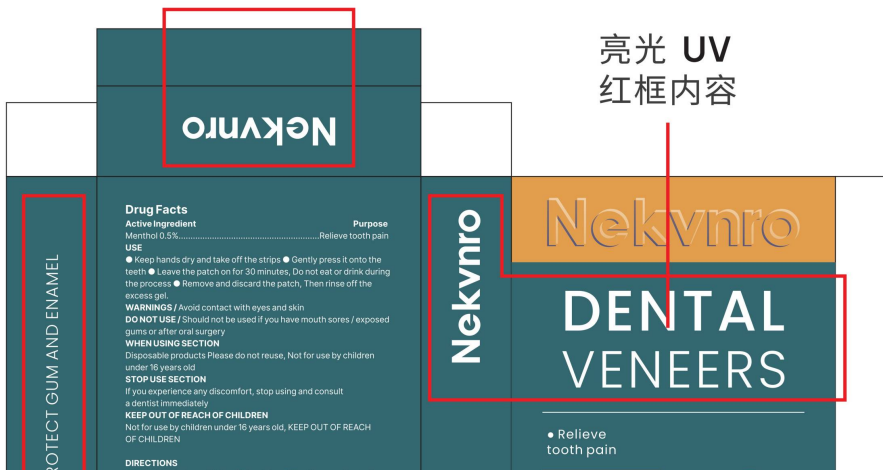 亮光 UV
红框内容
Nekvnro
PROTECT GUM AND ENAMEL
Drug Facts
Active Ingredient Purpose
Menthol 0.5%..........................................................Relieve tooth pain
USE
● Keep hands dry and take off the strips ● Gently press it onto the
teeth ● Leave the patch on for 30 minutes, Do not eat or drink during
the process ● Remove and discard the patch, Then rinse off the
excess gel.
WARNINGS / Avoid contact with eyes and skin
DO NOT USE / Should not be used if you have mouth sores / exposed
gums or after oral surgery
WHEN USING SECTION
Disposable products Please do not reuse, Not for use by children
under 16 years old
STOP USE SECTION
If you experience any discomfort, stop using and consult
a dentist immediately
KEEP OUT OF REACH OF CHILDREN
Not for use by children under 16 years old, KEEP OUT OF REACH
OF CHILDREN
DIRECTIONS
Nekvnro
Nekvnro
DENTAL
VENEERS
● Relieve
tooth pain